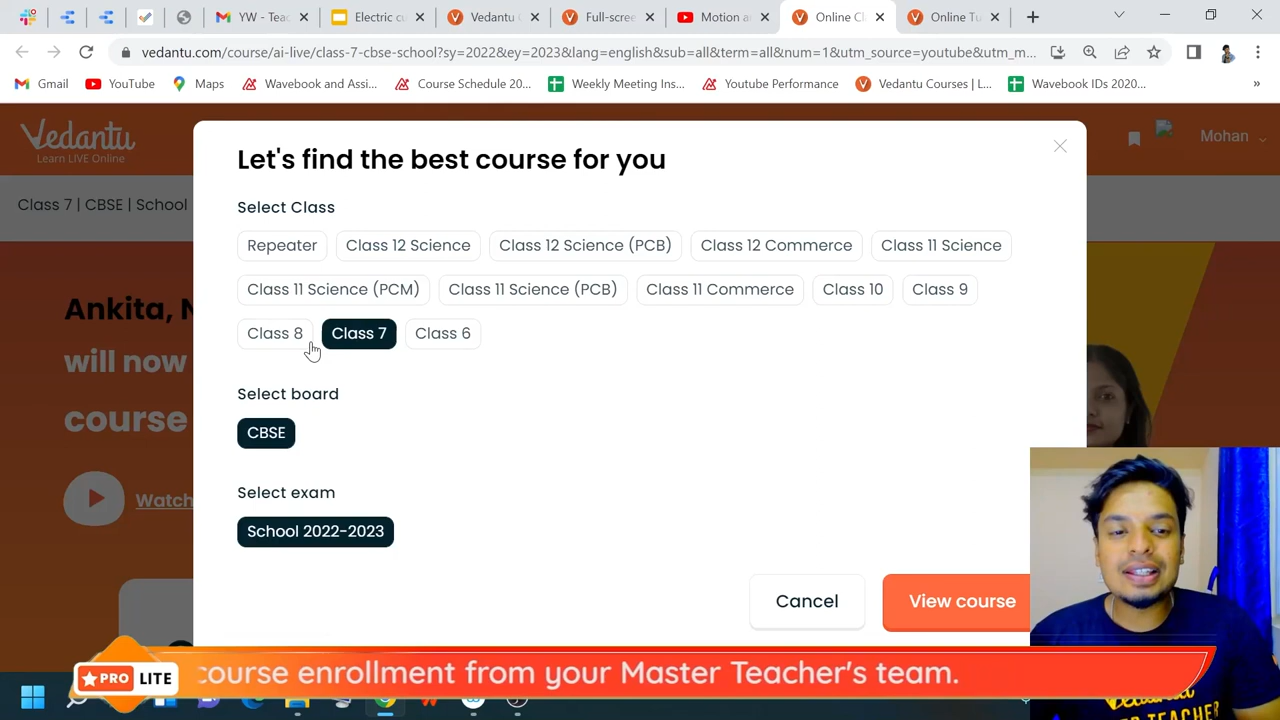 YW - Teac
Electric cu
Vedantu C
Full-scree
Motion a
Online Cl
Online Tu
vedantu.com/course/ai-live/class-7-cbse-school?sy=2022&ey=2023&lang=english&sub=all&term=all&num=1&utm_source=youtube&utm_m...
Gmail
YouTube
Maps
Wavebook and Assi...
Course Schedule 20...
Weekly Meeting Ins...
Youtube Performance
Vedantu Courses | L...
Wavebook IDs 2020...
»
Vedantu
Learn LIVE Online
Mohan
Class 7 | CBSE | School
Let's find the best course for you
Select Class
Repeater
Class 12 Science
Class 12 Science (PCB)
Class 12 Commerce
Class 11 Science
Class 11 Science (PCM)
Class 11 Science (PCB)
Class 11 Commerce
Class 10
Class 9
Class 8
Class 7
Class 6
Select board
CBSE
Select exam
School 2022-2023
Cancel
View course
Ankita, N
will now
course
Watch
PRO LITE
course enrollment from your Master Teacher's team.
Vedantu
TEACHER